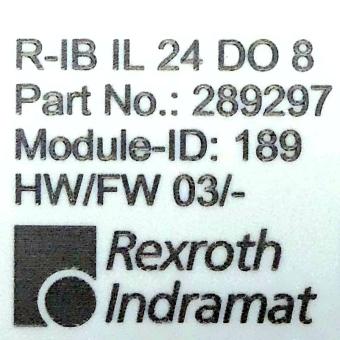 R-IB IL 24 DO 8
Part No.: 289297
Module-ID: 189
HW/FW 03/-
Rexroth
Indramat